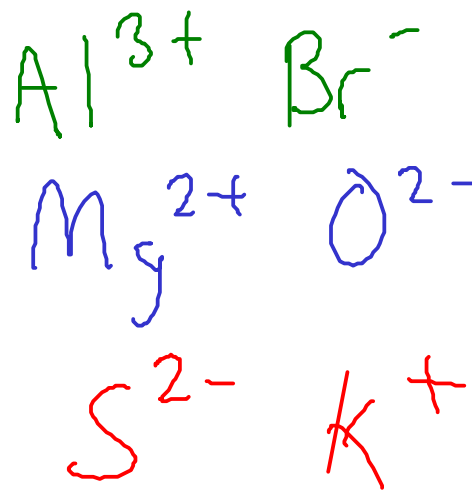 Al³⁺ Br⁻
Mg²⁺ O²⁻
S²⁻ K⁺